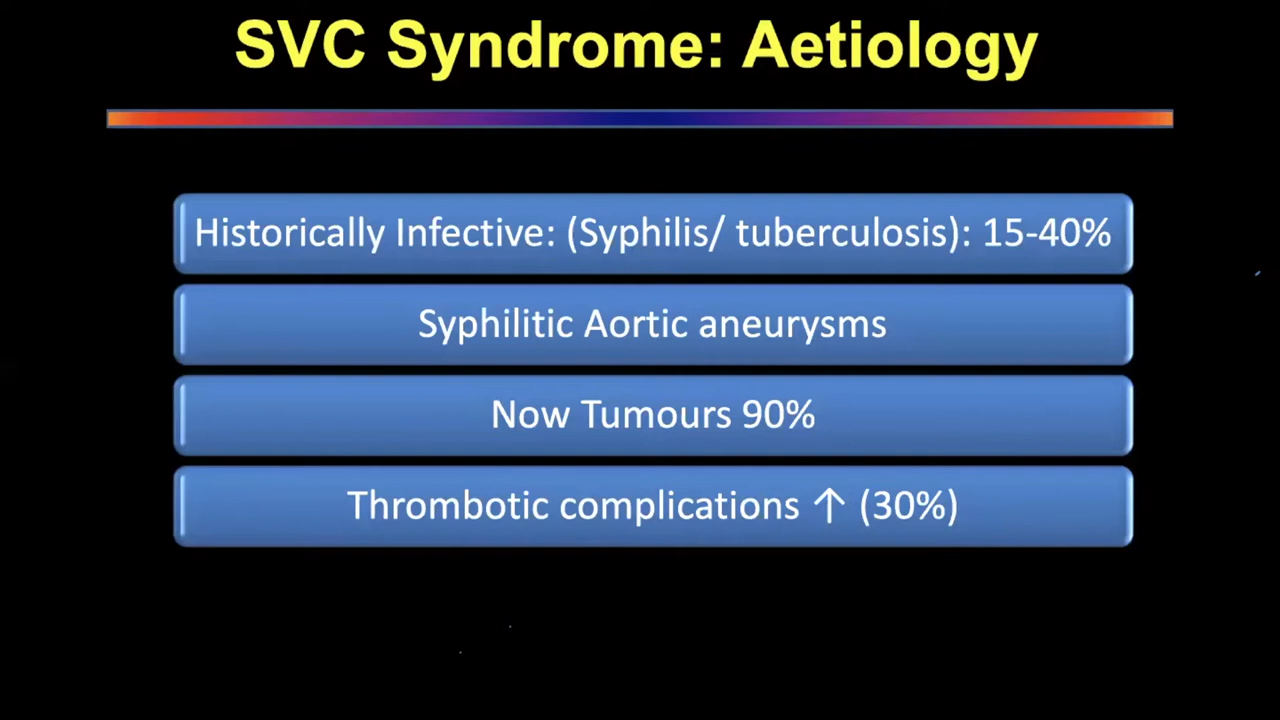 SVC Syndrome: Aetiology
Historically Infective: (Syphilis/ tuberculosis): 15-40%
Syphilitic Aortic aneurysms
Now Tumours 90%
Thrombotic complications ↑ (30%)